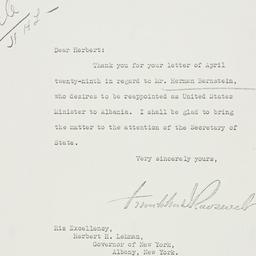 Dear Herbert:
Thank you for your letter of April
twenty-ninth in regard to Mr. Herman Bernstein,
who desires to be reappointed as United States
Minister to Albania. I shall be glad to bring
the matter to the attention of the Secretary of
State.
Very sincerely yours,
Franklin D Roosevelt
His Excellency,
Herbert H. Lehman,
Governor of New York,
Albany, New York.